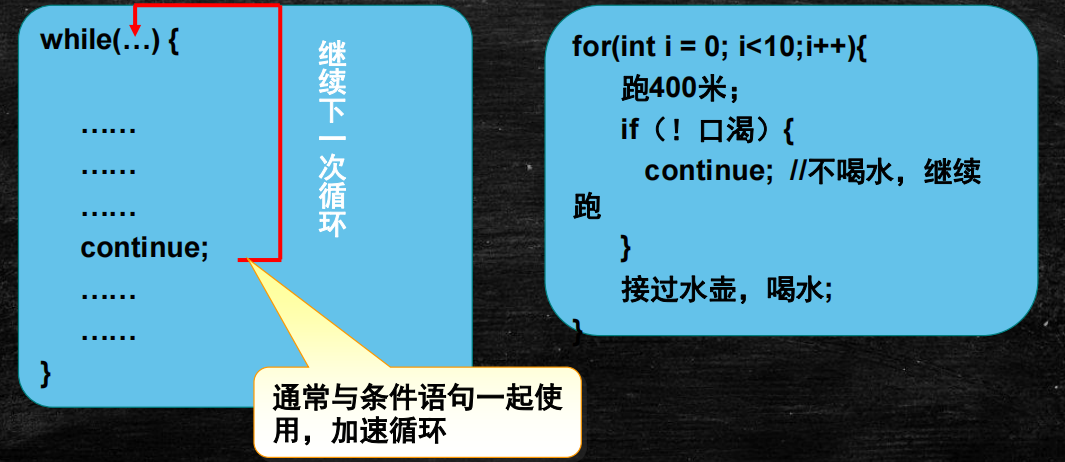 while(…) {
……
……
……
continue;
……
……
}
继续下一次循环
通常与条件语句一起使
用，加速循环
for(int i = 0; i<10;i++){
跑400米；
if（！口渴）{
continue;  //不喝水，继续
跑
}
接过水壶，喝水;
}